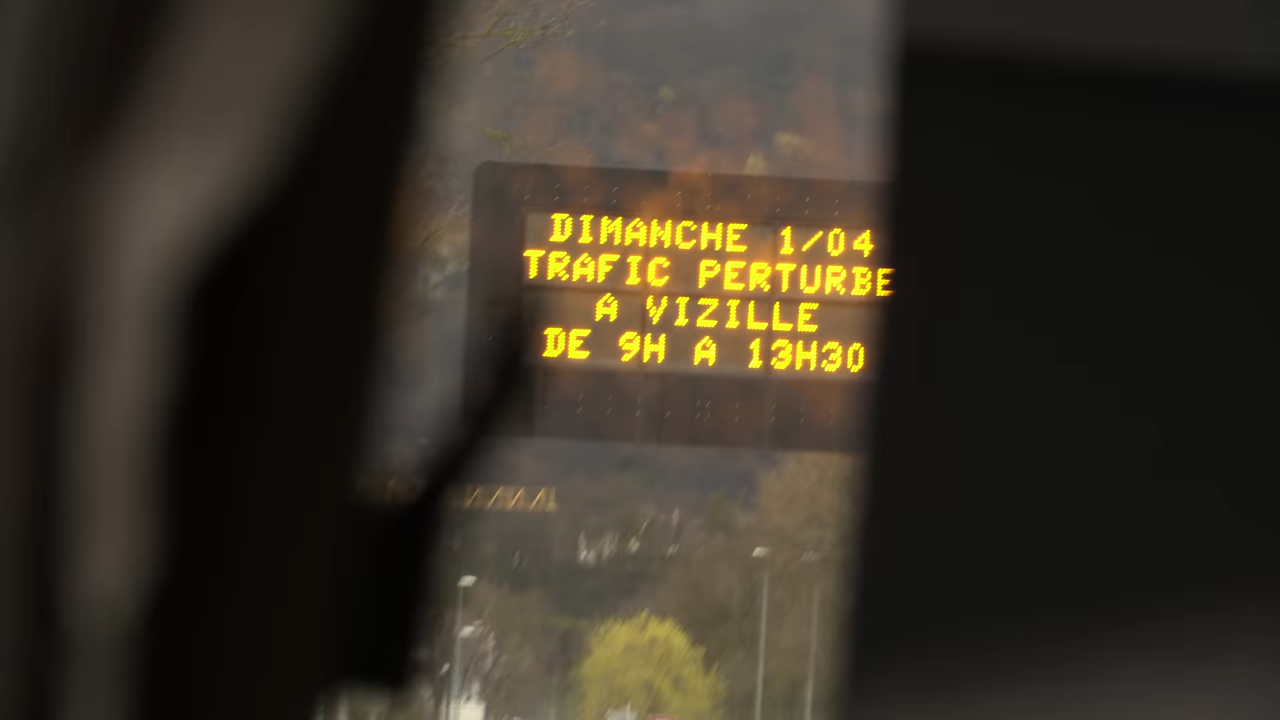 DIMANCHE 1/04
TRAFIC PERTURBE
A VIZILLE
DE 9H A 13H30